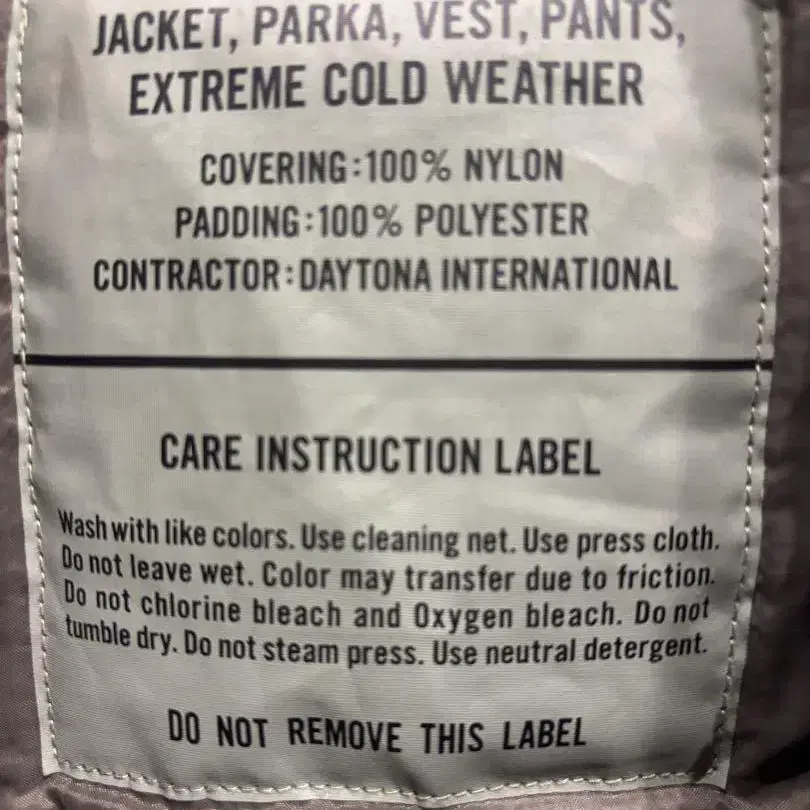 JACKET, PARKA, VEST, PANTS,
EXTREME COLD WEATHER
COVERING:100% NYLON
PADDING:100% POLYESTER
CONTRACTOR:DAYTONA INTERNATIONAL
CARE INSTRUCTION LABEL
Wash with like colors. Use cleaning net. Use press cloth.
Do not leave wet. Color may transfer due to friction.
Do not chlorine bleach and Oxygen bleach. Do not
tumble dry. Do not steam press. Use neutral detergent.
DO NOT REMOVE THIS LABEL